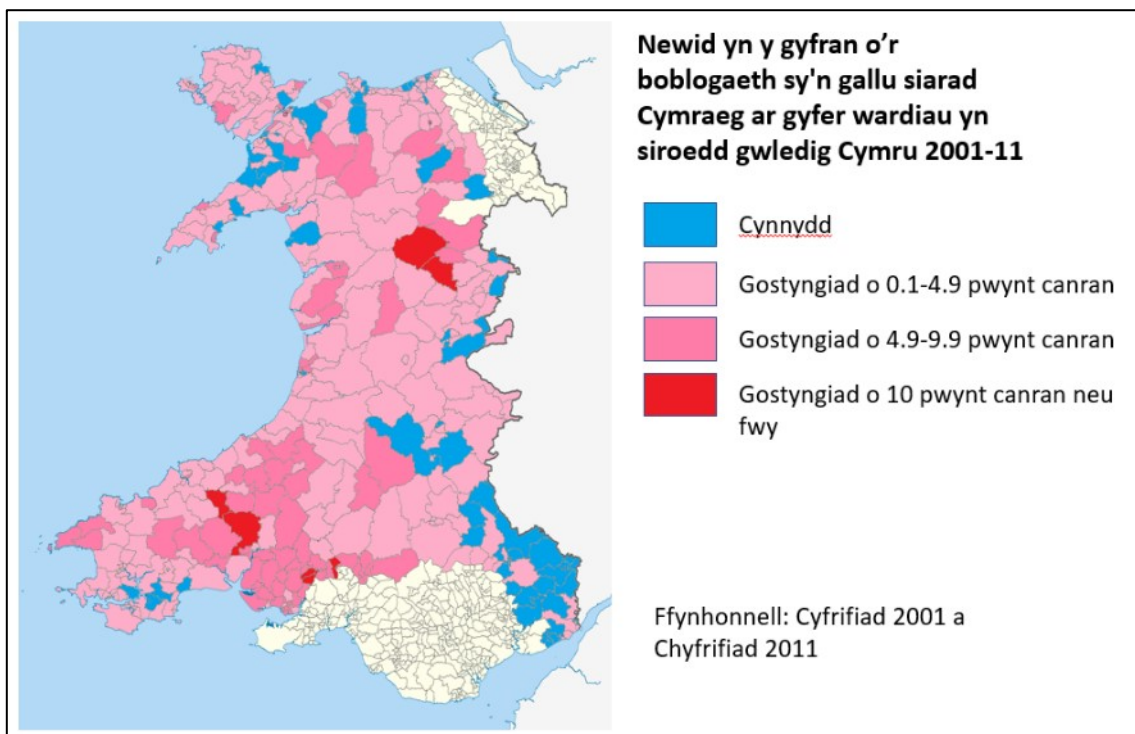 Newid yn y gyfran o’r
boblogaeth sy'n gallu siarad
Cymraeg ar gyfer wardiau yn
siroedd gwledig Cymru 2001-11
Cynnydd
Gostyngiad o 0.1-4.9 pwynt canran
Gostyngiad o 4.9-9.9 pwynt canran
Gostyngiad o 10 pwynt canran neu
fwy
Ffynhonnell: Cyfrifiad 2001 a
Chyfrifiad 2011